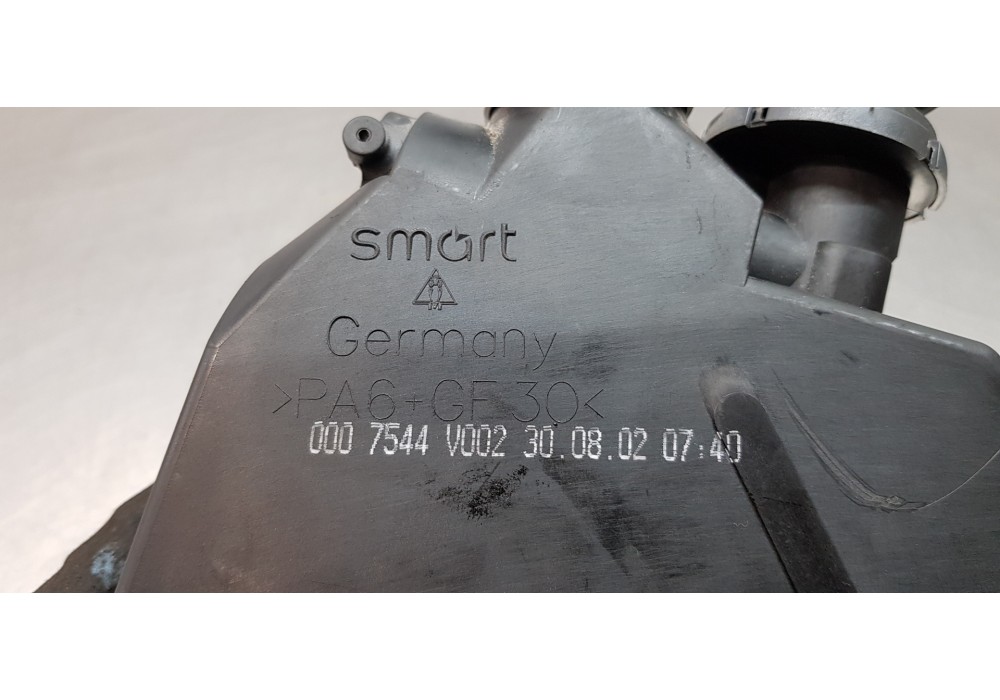 smart
Germany
>PA6+GF30<
000 7544 V002 30.08.02 07:40